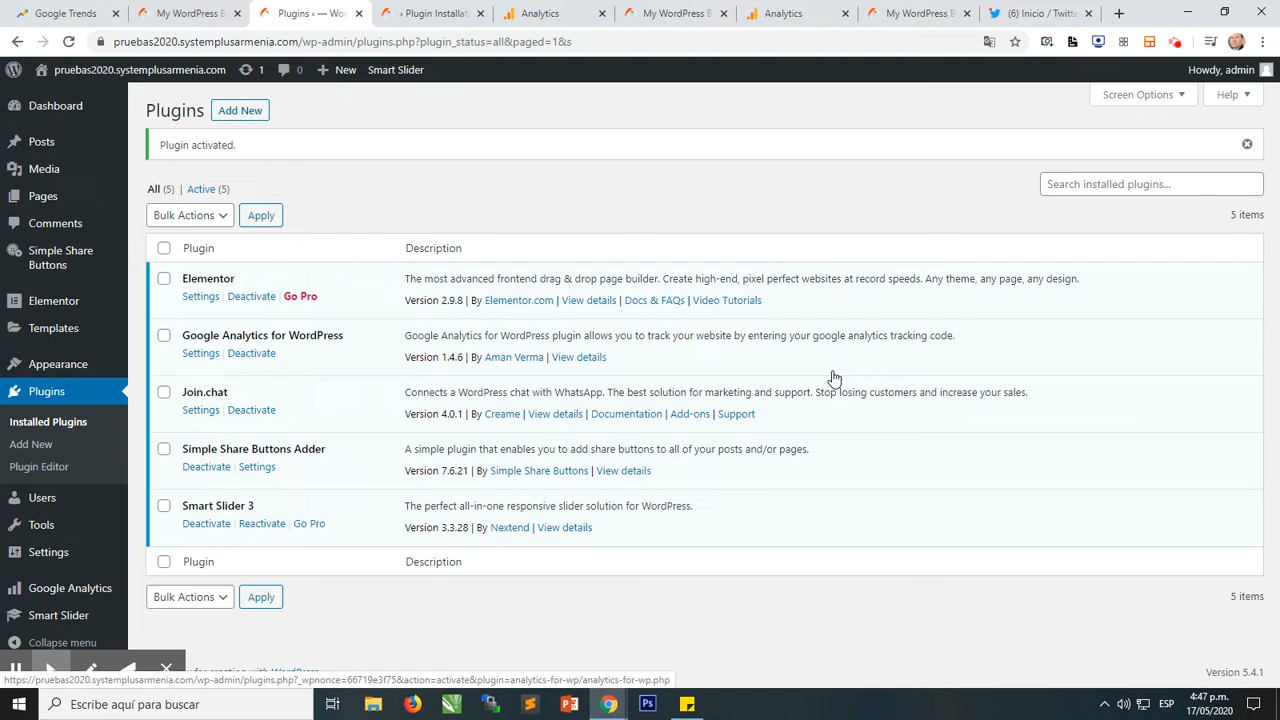 Google Trends
My WordPress B
Plugins ‹ — Wor
› Plugin Installati
Analytics
My WordPress B
Analytics
My WordPress B
(6) Inicio / Twitte
pruebas2020.systemplusarmenia.com/wp-admin/plugins.php?plugin_status=all&paged=1&s
pruebas2020.systemplusarmenia.com
1
0
New
Smart Slider
Howdy, admin
Dashboard
Posts
Media
Pages
Comments
Simple Share
Buttons
Elementor
Templates
Appearance
Plugins
Installed Plugins
Add New
Plugin Editor
Users
Tools
Settings
Google Analytics
Smart Slider
Collapse menu
Plugins
Add New
Screen Options
Help
Plugin activated.
All (5) | Active (5)
Search installed plugins...
Bulk Actions
Apply
5 items
Plugin
Description
Elementor
Settings | Deactivate | Go Pro
The most advanced frontend drag & drop page builder. Create high-end, pixel perfect websites at record speeds. Any theme, any page, any design.
Version 2.9.8 | By Elementor.com | View details | Docs & FAQs | Video Tutorials
Google Analytics for WordPress
Settings | Deactivate
Google Analytics for WordPress plugin allows you to track your website by entering your google analytics tracking code.
Version 1.4.6 | By Aman Verma | View details
Join.chat
Settings | Deactivate
Connects a WordPress chat with WhatsApp. The best solution for marketing and support. Stop losing customers and increase your sales.
Version 4.0.1 | By Creame | View details | Documentation | Add-ons | Support
Simple Share Buttons Adder
Deactivate | Settings
A simple plugin that enables you to add share buttons to all of your posts and/or pages.
Version 7.6.21 | By Simple Share Buttons | View details
Smart Slider 3
Deactivate | Reactivate | Go Pro
The perfect all-in-one responsive slider solution for WordPress.
Version 3.3.28 | By Nextend | View details
Plugin
Description
Bulk Actions
Apply
5 items
for creating with WordPress
Version 5.4.1
https://pruebas2020.systemplusarmenia.com/wp-admin/plugins.php?_wpnonce=66719e3f75&action=activate&plugin=analytics-for-wp/analytics-for-wp.php
Escribe aquí para buscar
ESP
4:47 p.m.
17/05/2020